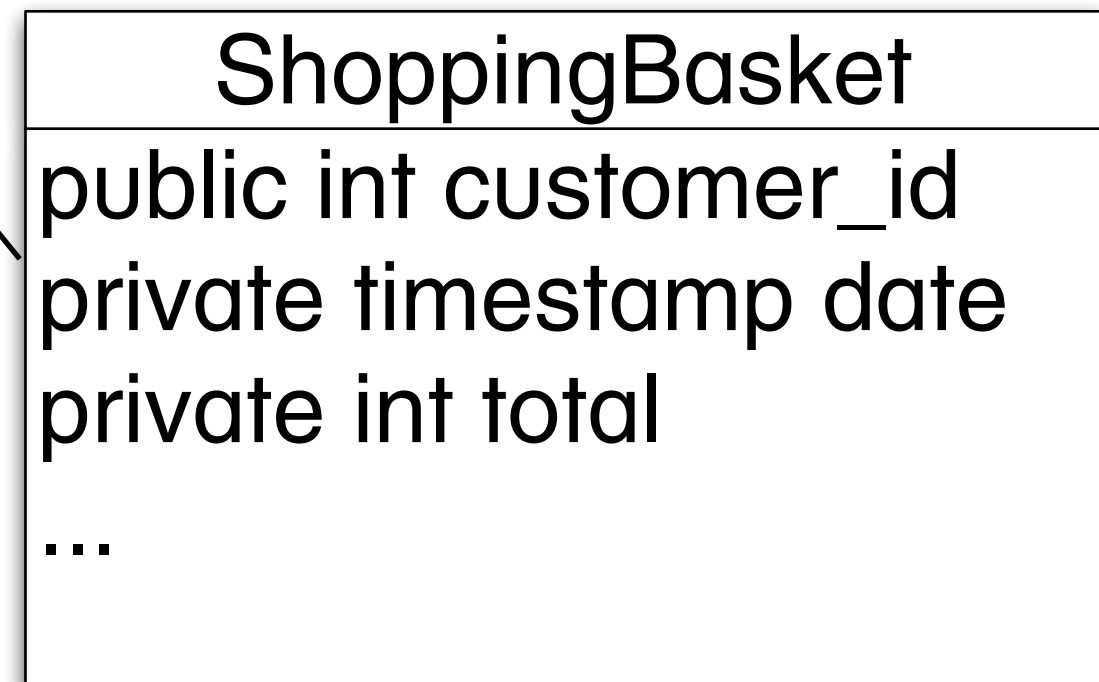 ShoppingBasket
public int customer_id
private timestamp date
private int total
...